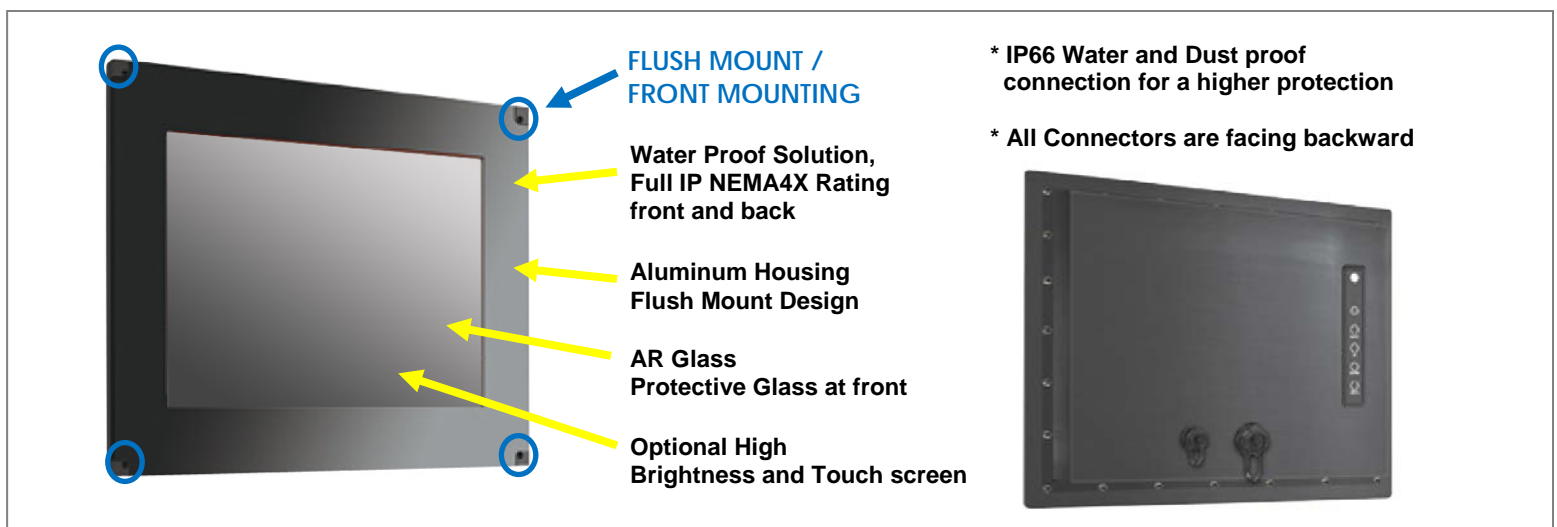 FLUSH MOUNT /
FRONT MOUNTING
Water Proof Solution,
Full IP NEMA4X Rating
front and back
Aluminum Housing
Flush Mount Design
AR Glass
Protective Glass at front
Optional High
Brightness and Touch screen
* IP66 Water and Dust proof
connection for a higher protection
* All Connectors are facing backward